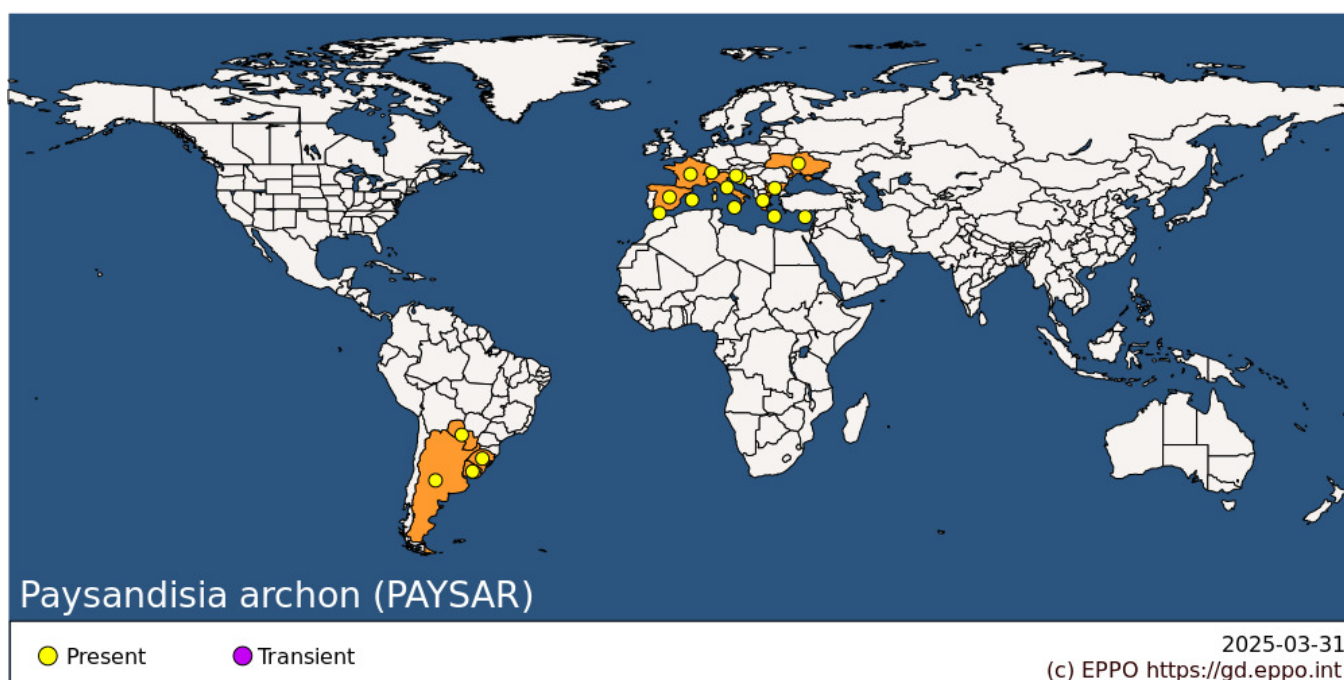 Paysandisia archon (PAYSAR)
Present
Transient
2025-03-31
(c) EPPO https://gd.eppo.int